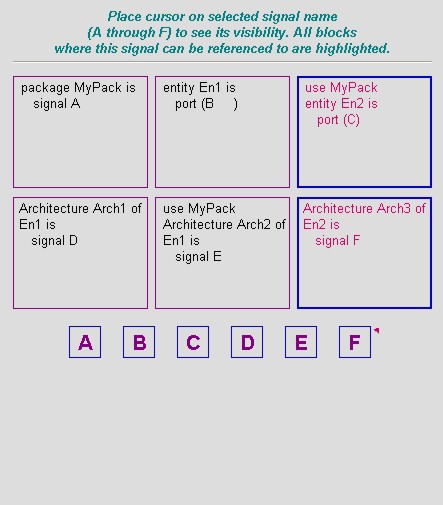 Place cursor on selected signal name
(A through F) to see its visibility. All blocks
where this signal can be referenced to are highlighted.
package MyPack is
signal A
entity En1 is
port (B )
use MyPack
entity En2 is
port (C)
Architecture Arch1 of
En1 is
signal D
use MyPack
Architecture Arch2 of
En1 is
signal E
Architecture Arch3 of
En2 is
signal F
A B C D E F